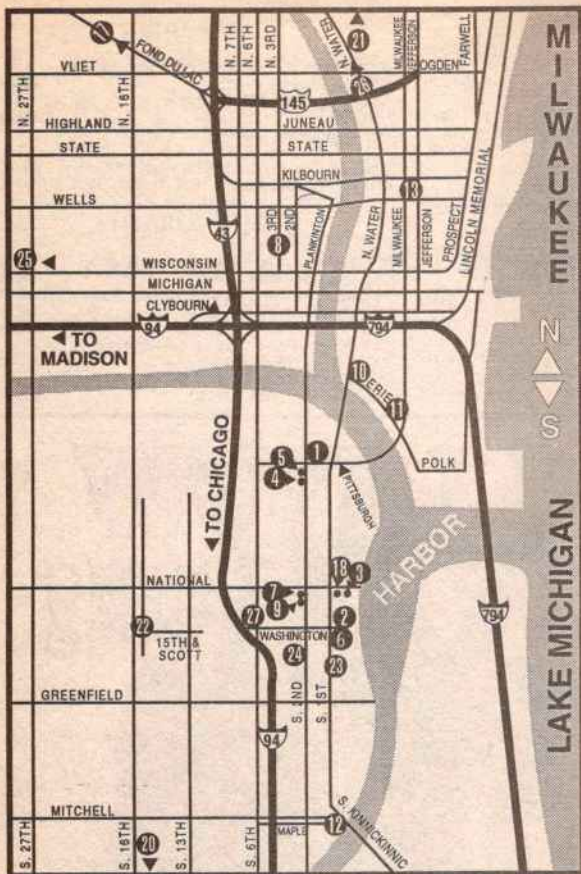 MILWAUKEE
N
S
LAKE MICHIGAN
HARBOR
17
FOND DU LAC
VLIET
N. 27TH
N. 16TH
N. 7TH
N. 6TH
N. 3RD
N. WATER
21
MILWAUKEE
JEFFERSON
OGDEN
FARWELL
26
145
HIGHLAND
JUNEAU
STATE
STATE
KILBOURN
WELLS
13
43
3RD
2ND
8
PLANKINTON
N. WATER
MILWAUKEE
JEFFERSON
PROSPECT
LINCOLN MEMORIAL
25
WISCONSIN
MICHIGAN
CLYBOURN
94
794
TO MADISON
TO CHICAGO
10
ERIE
11
5
1
4
PITTSBURGH
POLK
NATIONAL
18
3
7
9
2
27
WASHINGTON
6
22
15TH &
SCOTT
24
23
794
GREENFIELD
S. 2ND
S. 1ST
94
MITCHELL
MAPLE
12
S. KINNICKINNIC
S. 27TH
S. 16TH
20
S. 13TH
S. 6TH